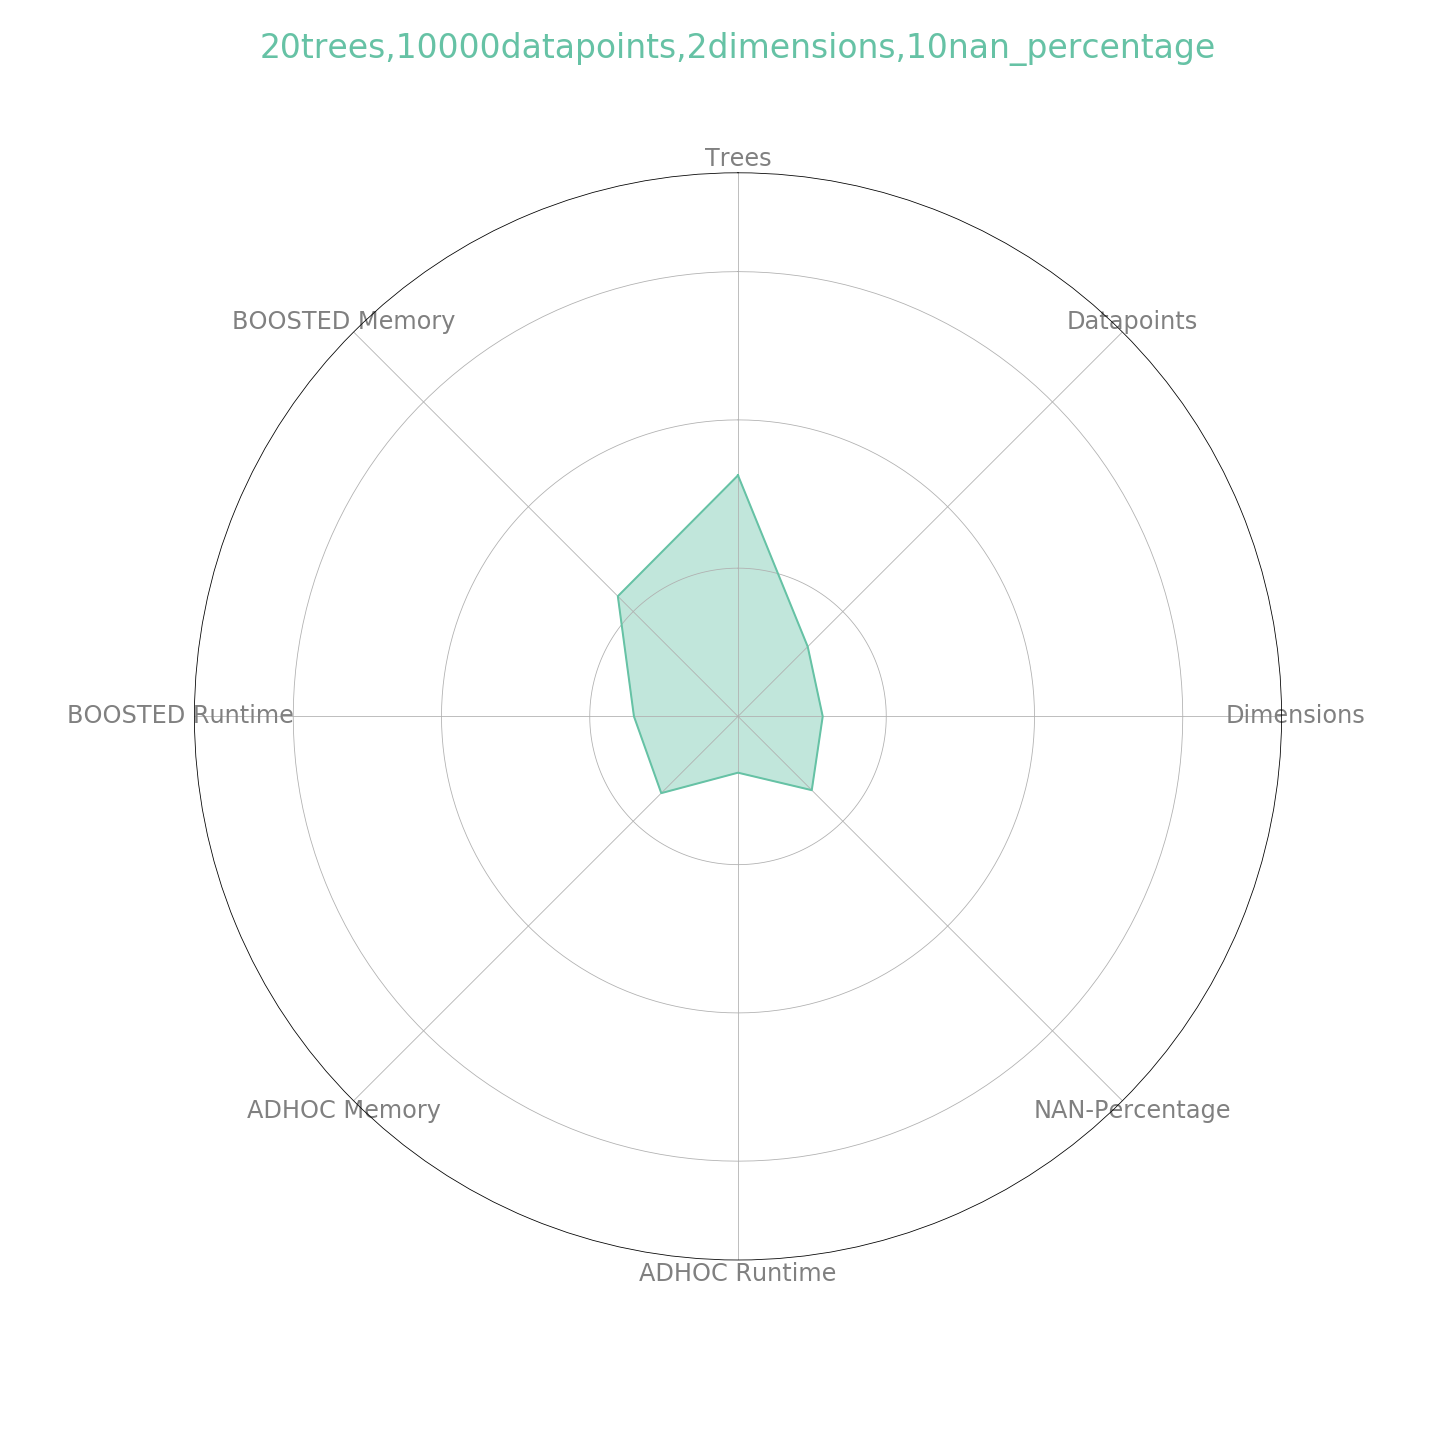 20trees,10000datapoints,2dimensions,10nan_percentage
Trees
BOOSTED Memory
Datapoints
BOOSTED Runtime
Dimensions
ADHOC Memory
NAN-Percentage
ADHOC Runtime